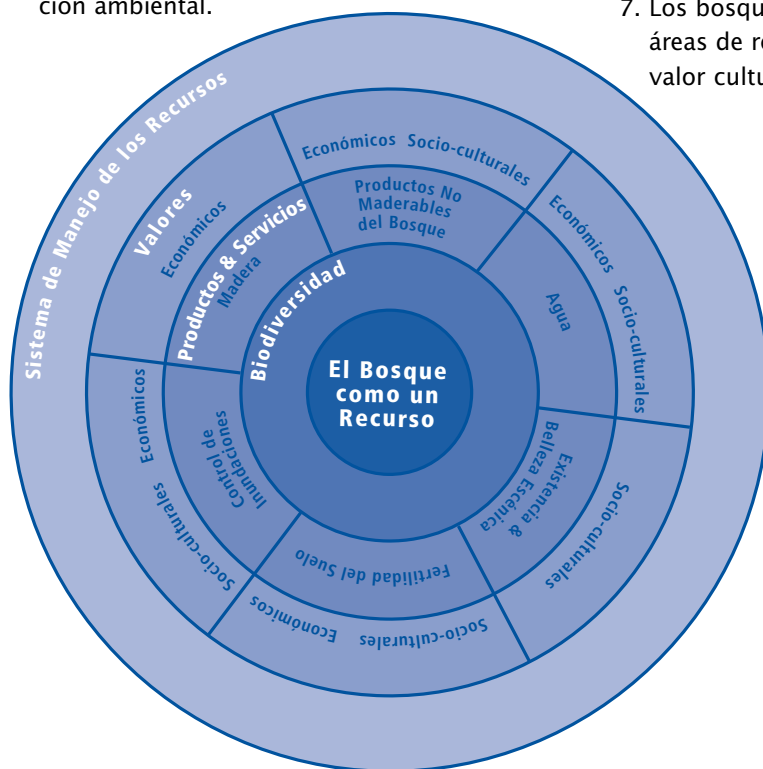 ción ambiental.
7. Los bosqu
áreas de r
valor cultu
Sistema de Manejo de los Recursos
Valores
Económicos
Productos & Servicios
Madera
Biodiversidad
El Bosque
como un
Recurso
Económicos Socio-culturales
Productos No
Maderables
del Bosque
Económicos Socio-culturales
Agua
Socio-culturales
Existencia &
Belleza Escénica
Socio-culturales Económicos
Fertilidad del Suelo
Socio-culturales Económicos
Control de
Inundaciones